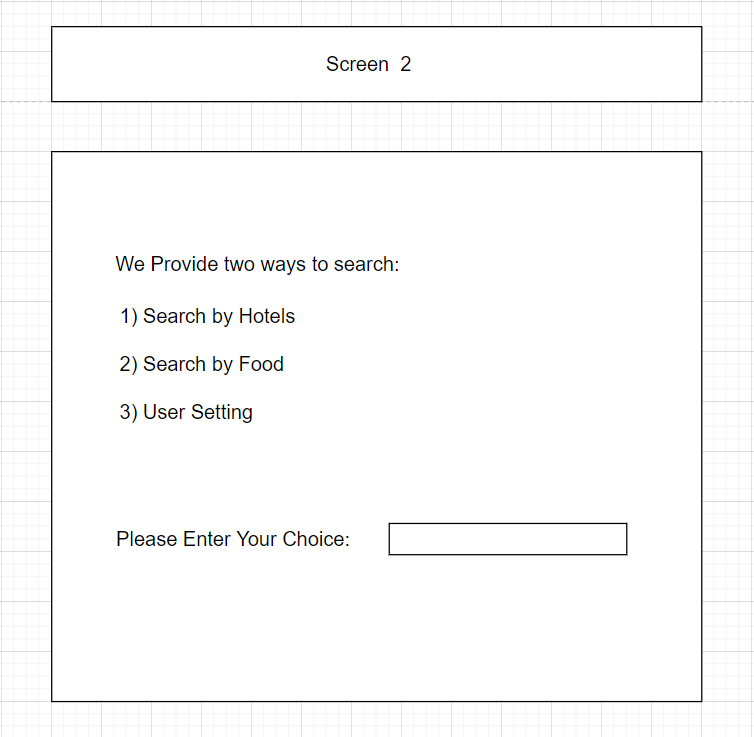 Screen 2
We Provide two ways to search:
1) Search by Hotels
2) Search by Food
3) User Setting
Please Enter Your Choice: